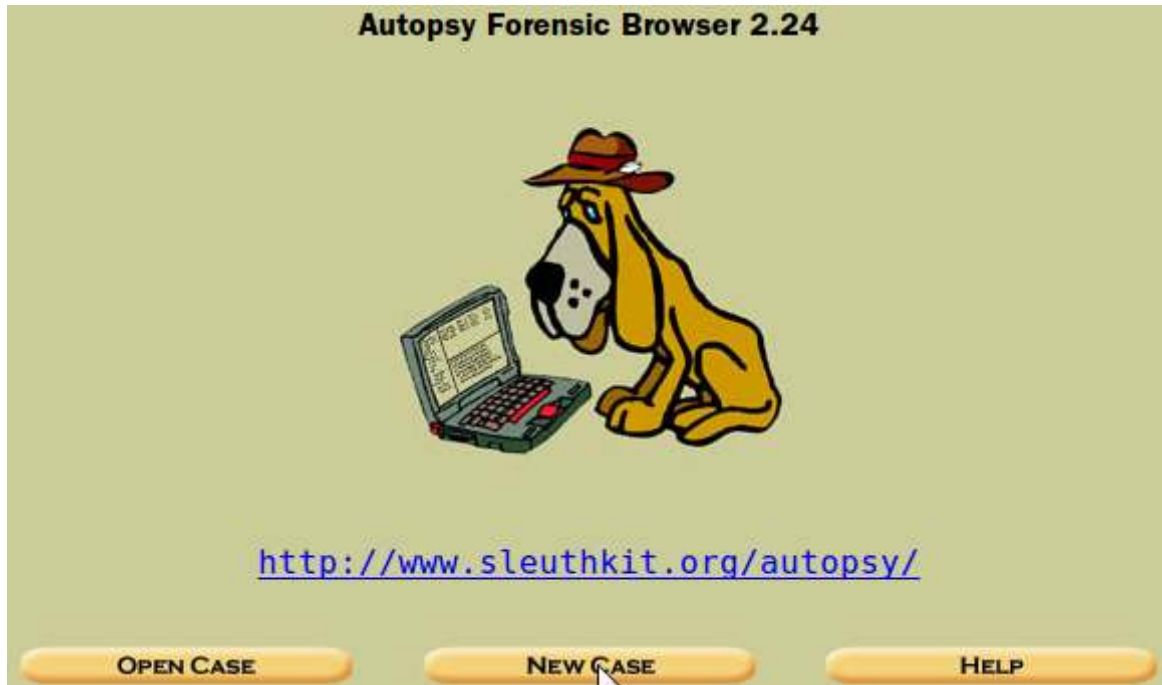 Autopsy Forensic Browser 2.24
http://www.sleuthkit.org/autopsy/
OPEN CASE
NEW CASE
HELP